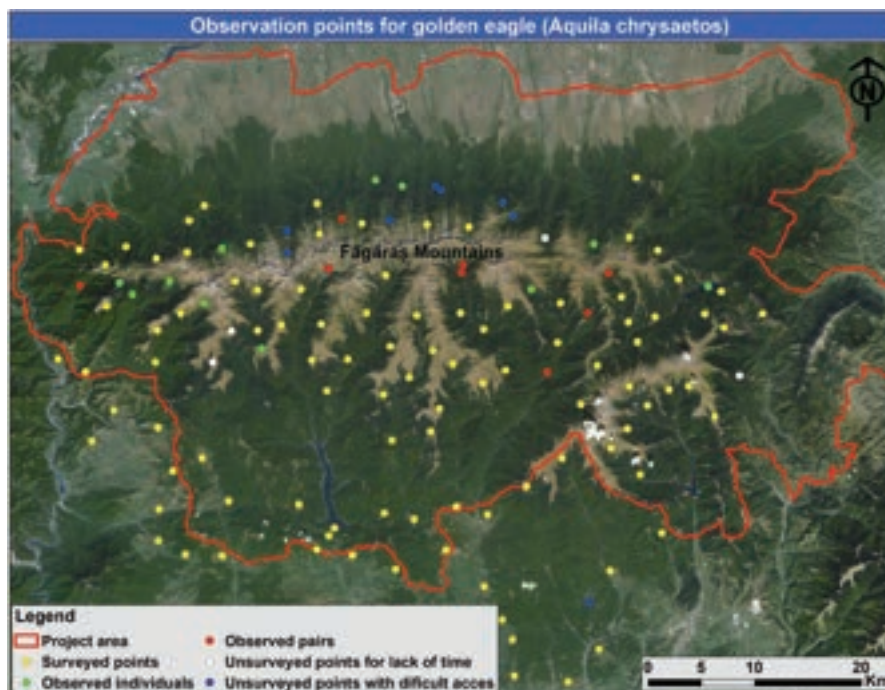 Observation points for golden eagle (Aquila chrysaetos)
N
Făgăraș Mountains
Legend
Project area
Surveyed points
Observed individuals
Observed pairs
Unsurveyed points for lack of time
Unsurveyed points with dificult acces
0 5 10 20
Km